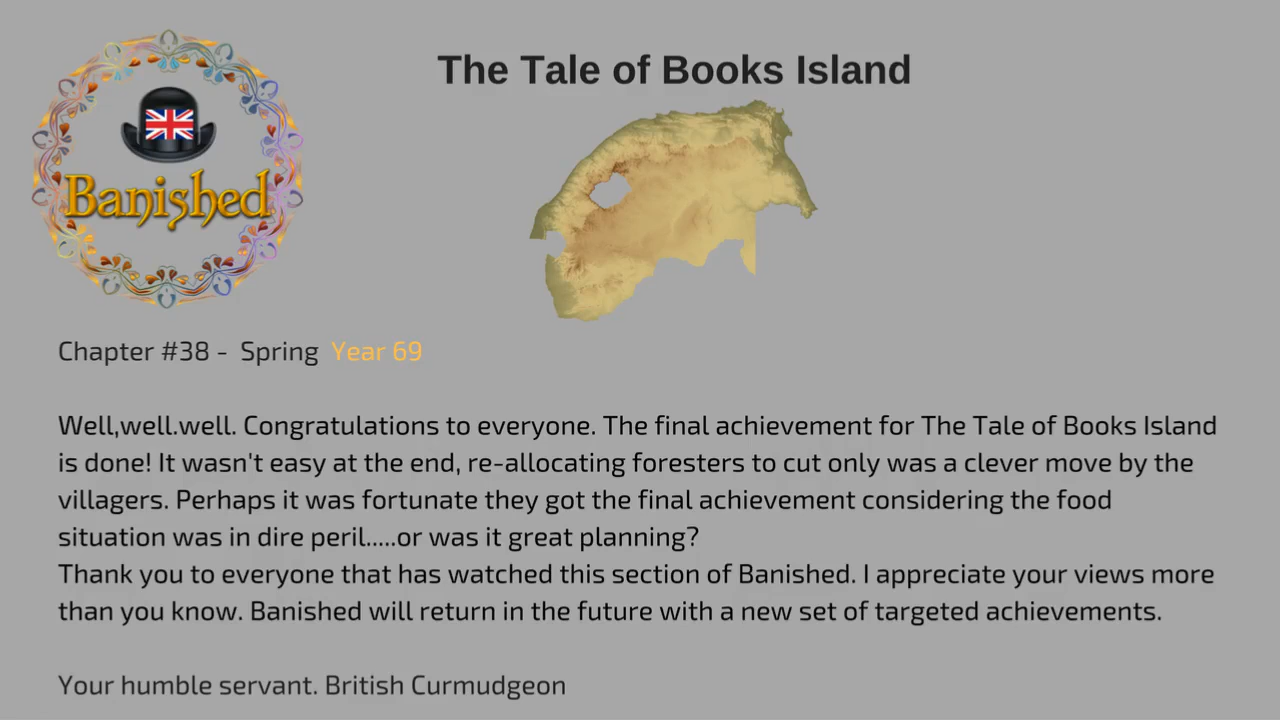 The Tale of Books Island
Banished
Chapter #38 - Spring Year 69
Well,well.well. Congratulations to everyone. The final achievement for The Tale of Books Island
is done! It wasn't easy at the end, re-allocating foresters to cut only was a clever move by the
villagers. Perhaps it was fortunate they got the final achievement considering the food
situation was in dire peril.....or was it great planning?
Thank you to everyone that has watched this section of Banished. I appreciate your views more
than you know. Banished will return in the future with a new set of targeted achievements.
Your humble servant. British Curmudgeon